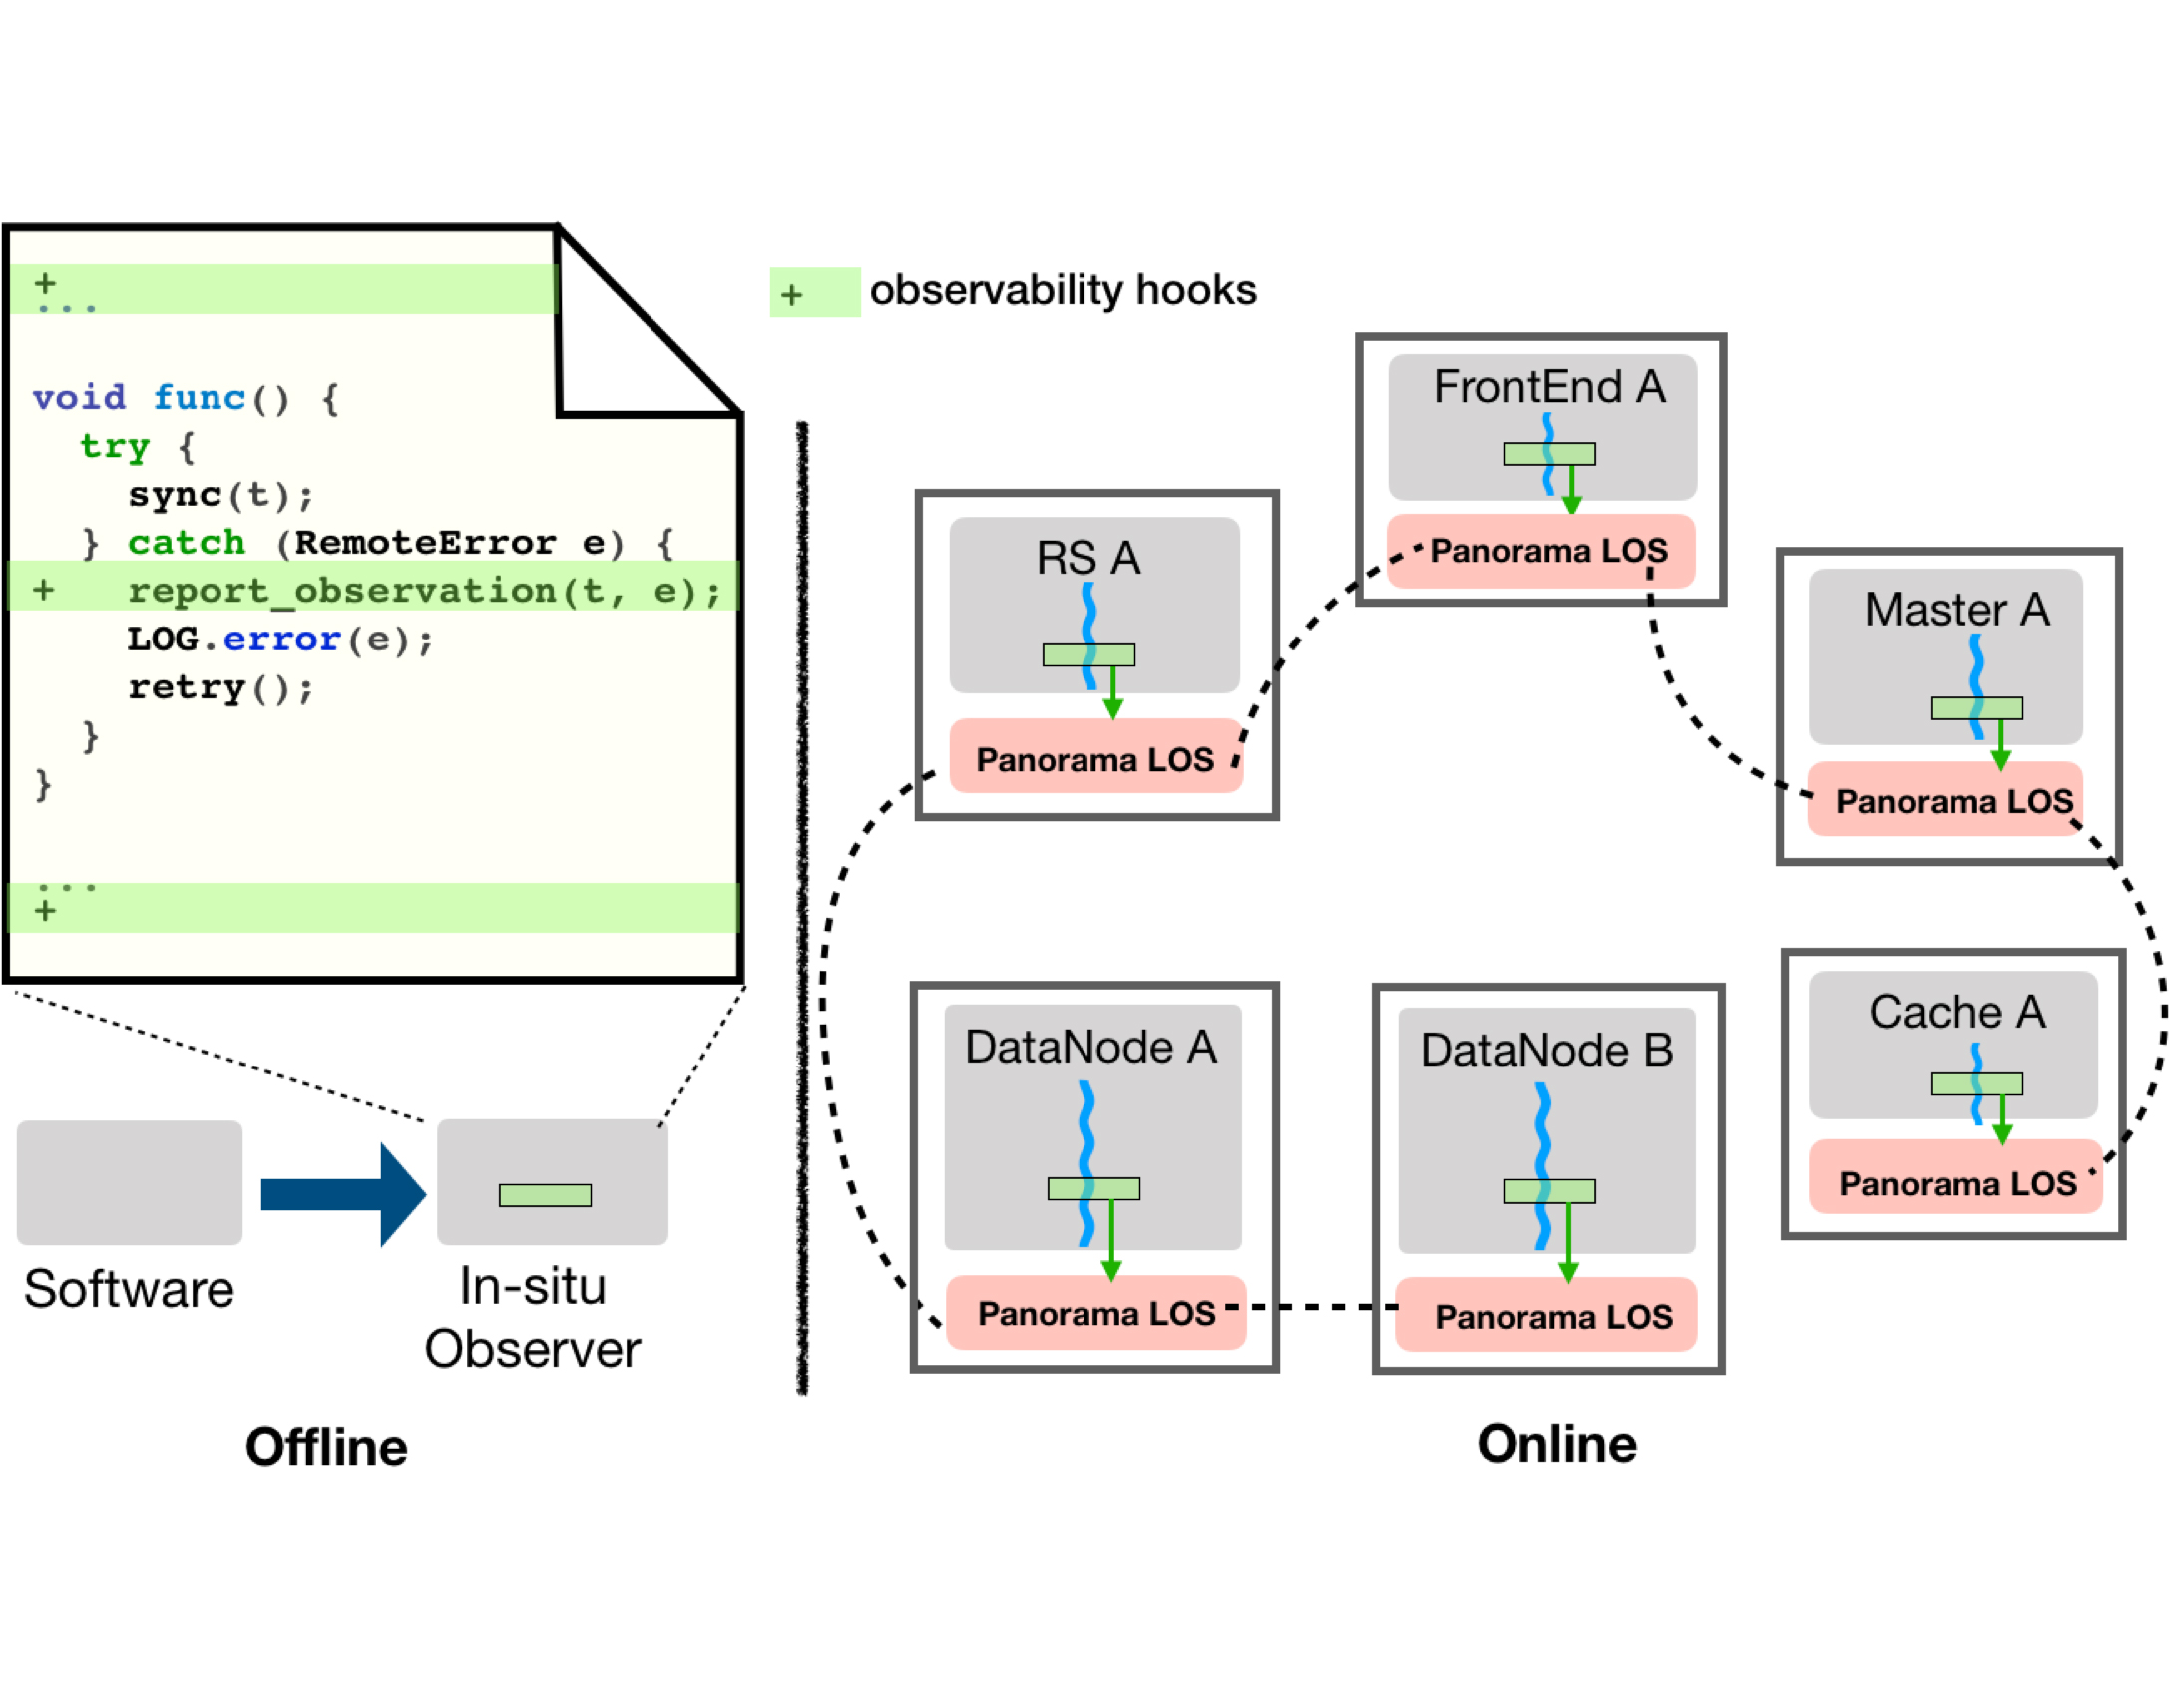 +
...
void func() {
try {
sync(t);
} catch (RemoteError e) {
+ report_observation(t, e);
LOG.error(e);
retry();
}
}
...
+
Software
In-situ
Observer
Offline
+ observability hooks
FrontEnd A
Panorama LOS
RS A
Panorama LOS
Master A
Panorama LOS
DataNode A
Panorama LOS
DataNode B
Panorama LOS
Cache A
Panorama LOS
Online